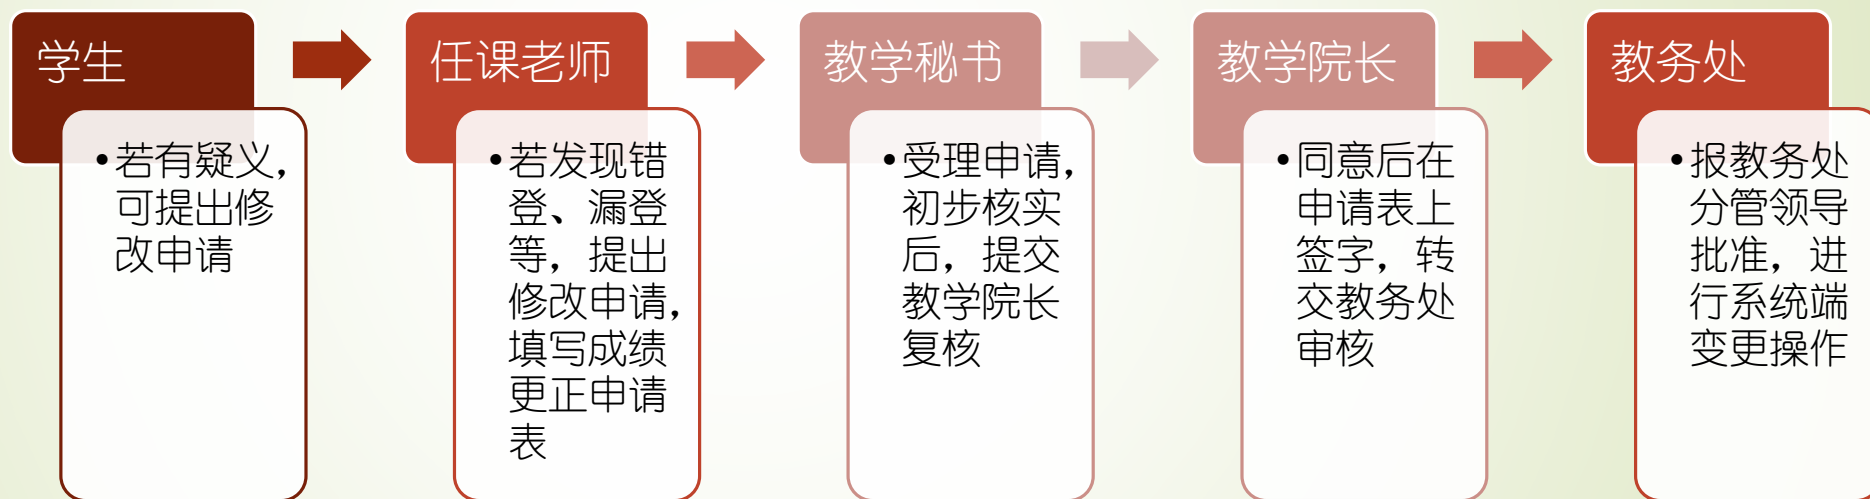 学生
•若有疑义，
可提出修
改申请
任课老师
•若发现错
登、漏登
等，提出
修改申请，
填写成绩
更正申请
表
教学秘书
•受理申请，
初步核实
后，提交
教学院长
复核
教学院长
•同意后在
申请表上
签字，转
交教务处
审核
教务处
•报教务处
分管领导
批准，进
行系统端
变更操作